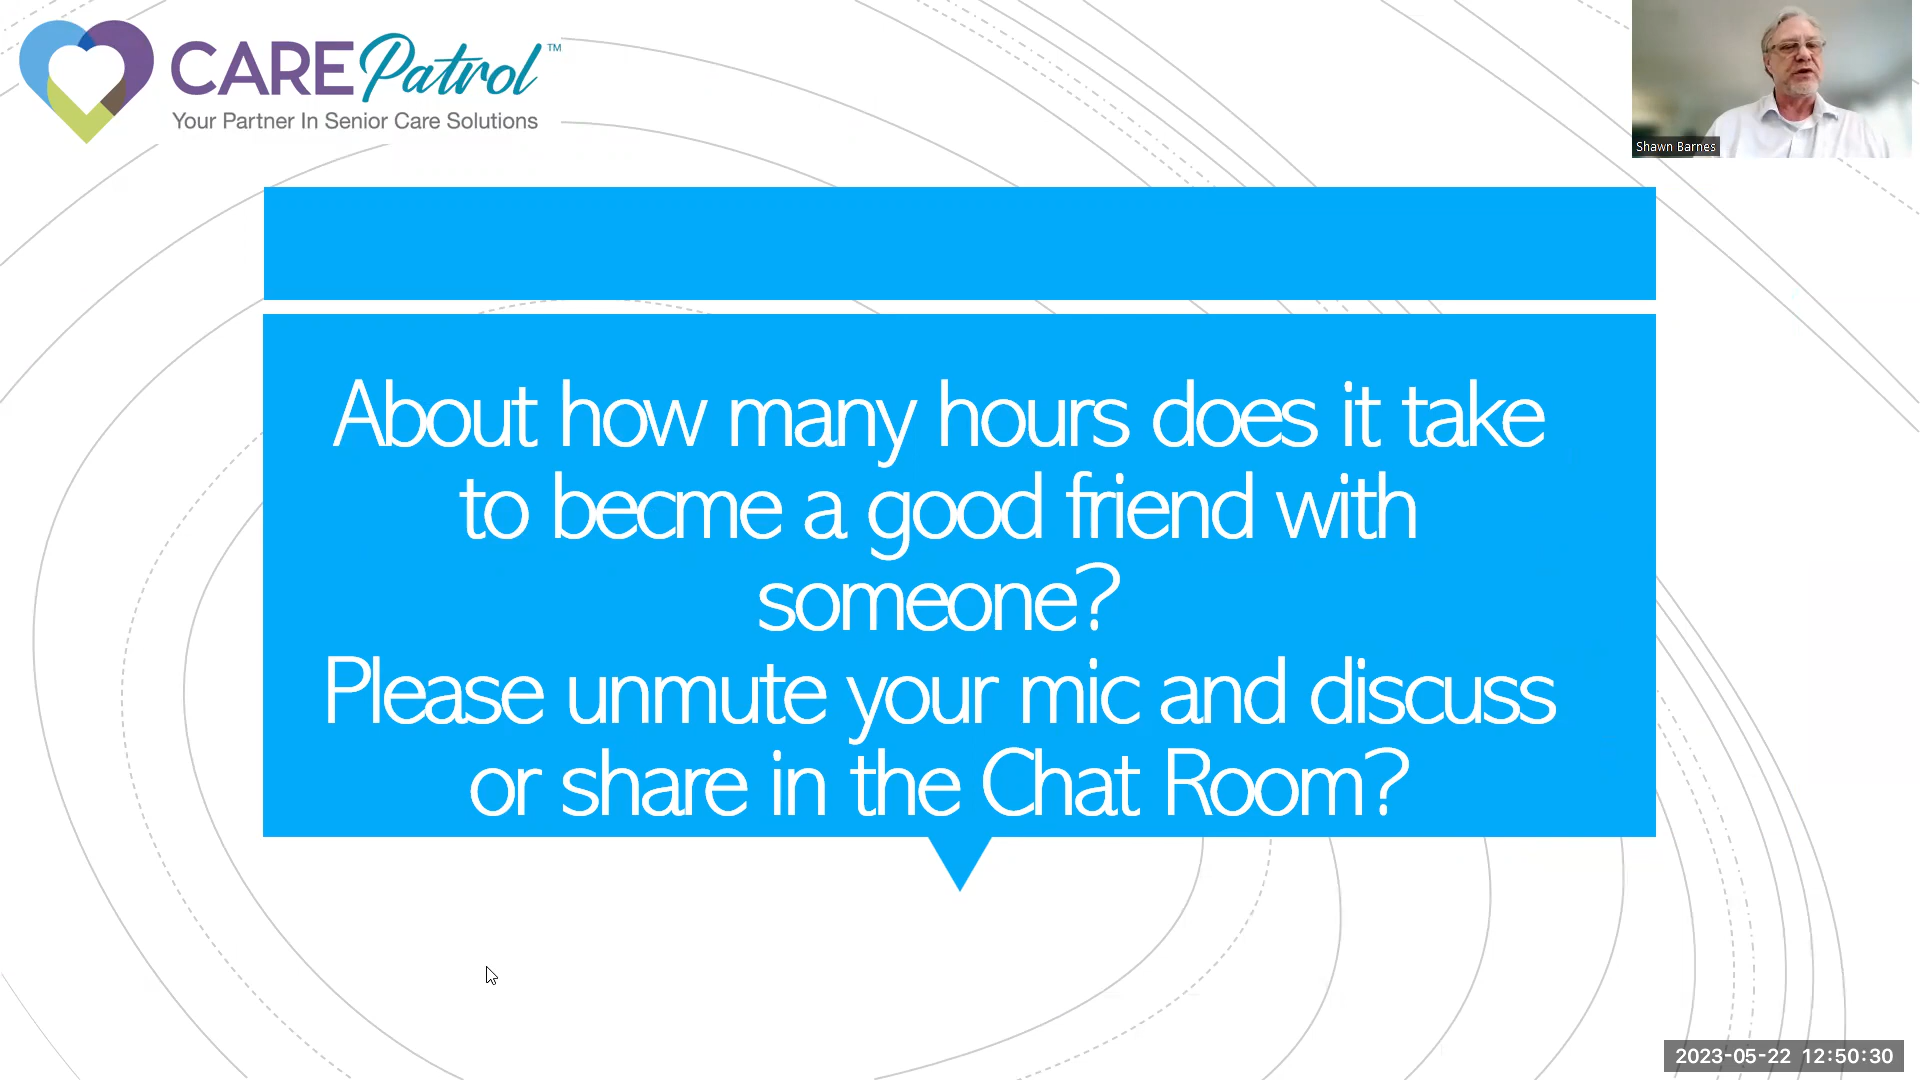 CARE Patrol™
Your Partner In Senior Care Solutions
Shawn Barnes
About how many hours does it take
to becme a good friend with
someone?
Please unmute your mic and discuss
or share in the Chat Room?
2023-05-22 12:50:30